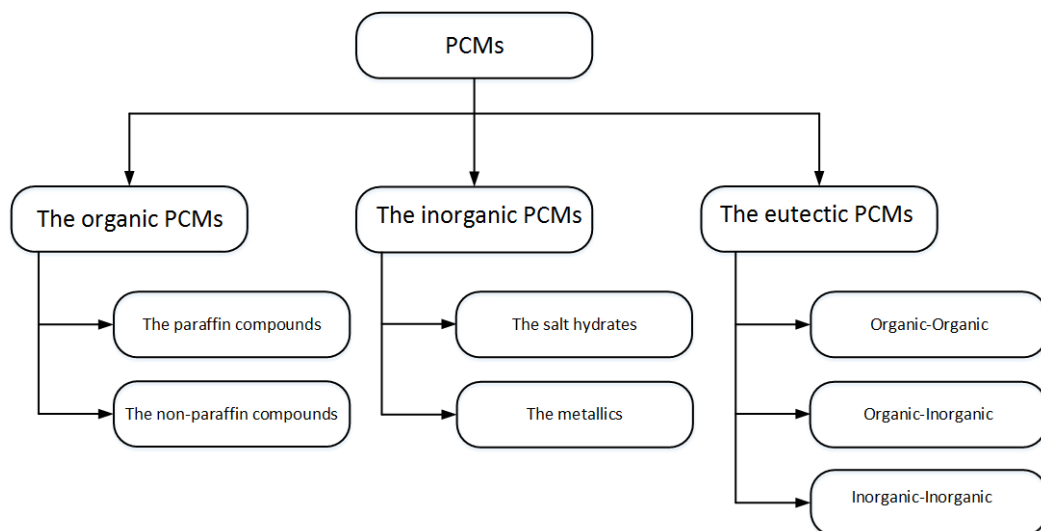 PCMs
The organic PCMs
The inorganic PCMs
The eutectic PCMs
The paraffin compounds
The salt hydrates
Organic-Organic
The non-paraffin compounds
The metallics
Organic-Inorganic
Inorganic-Inorganic